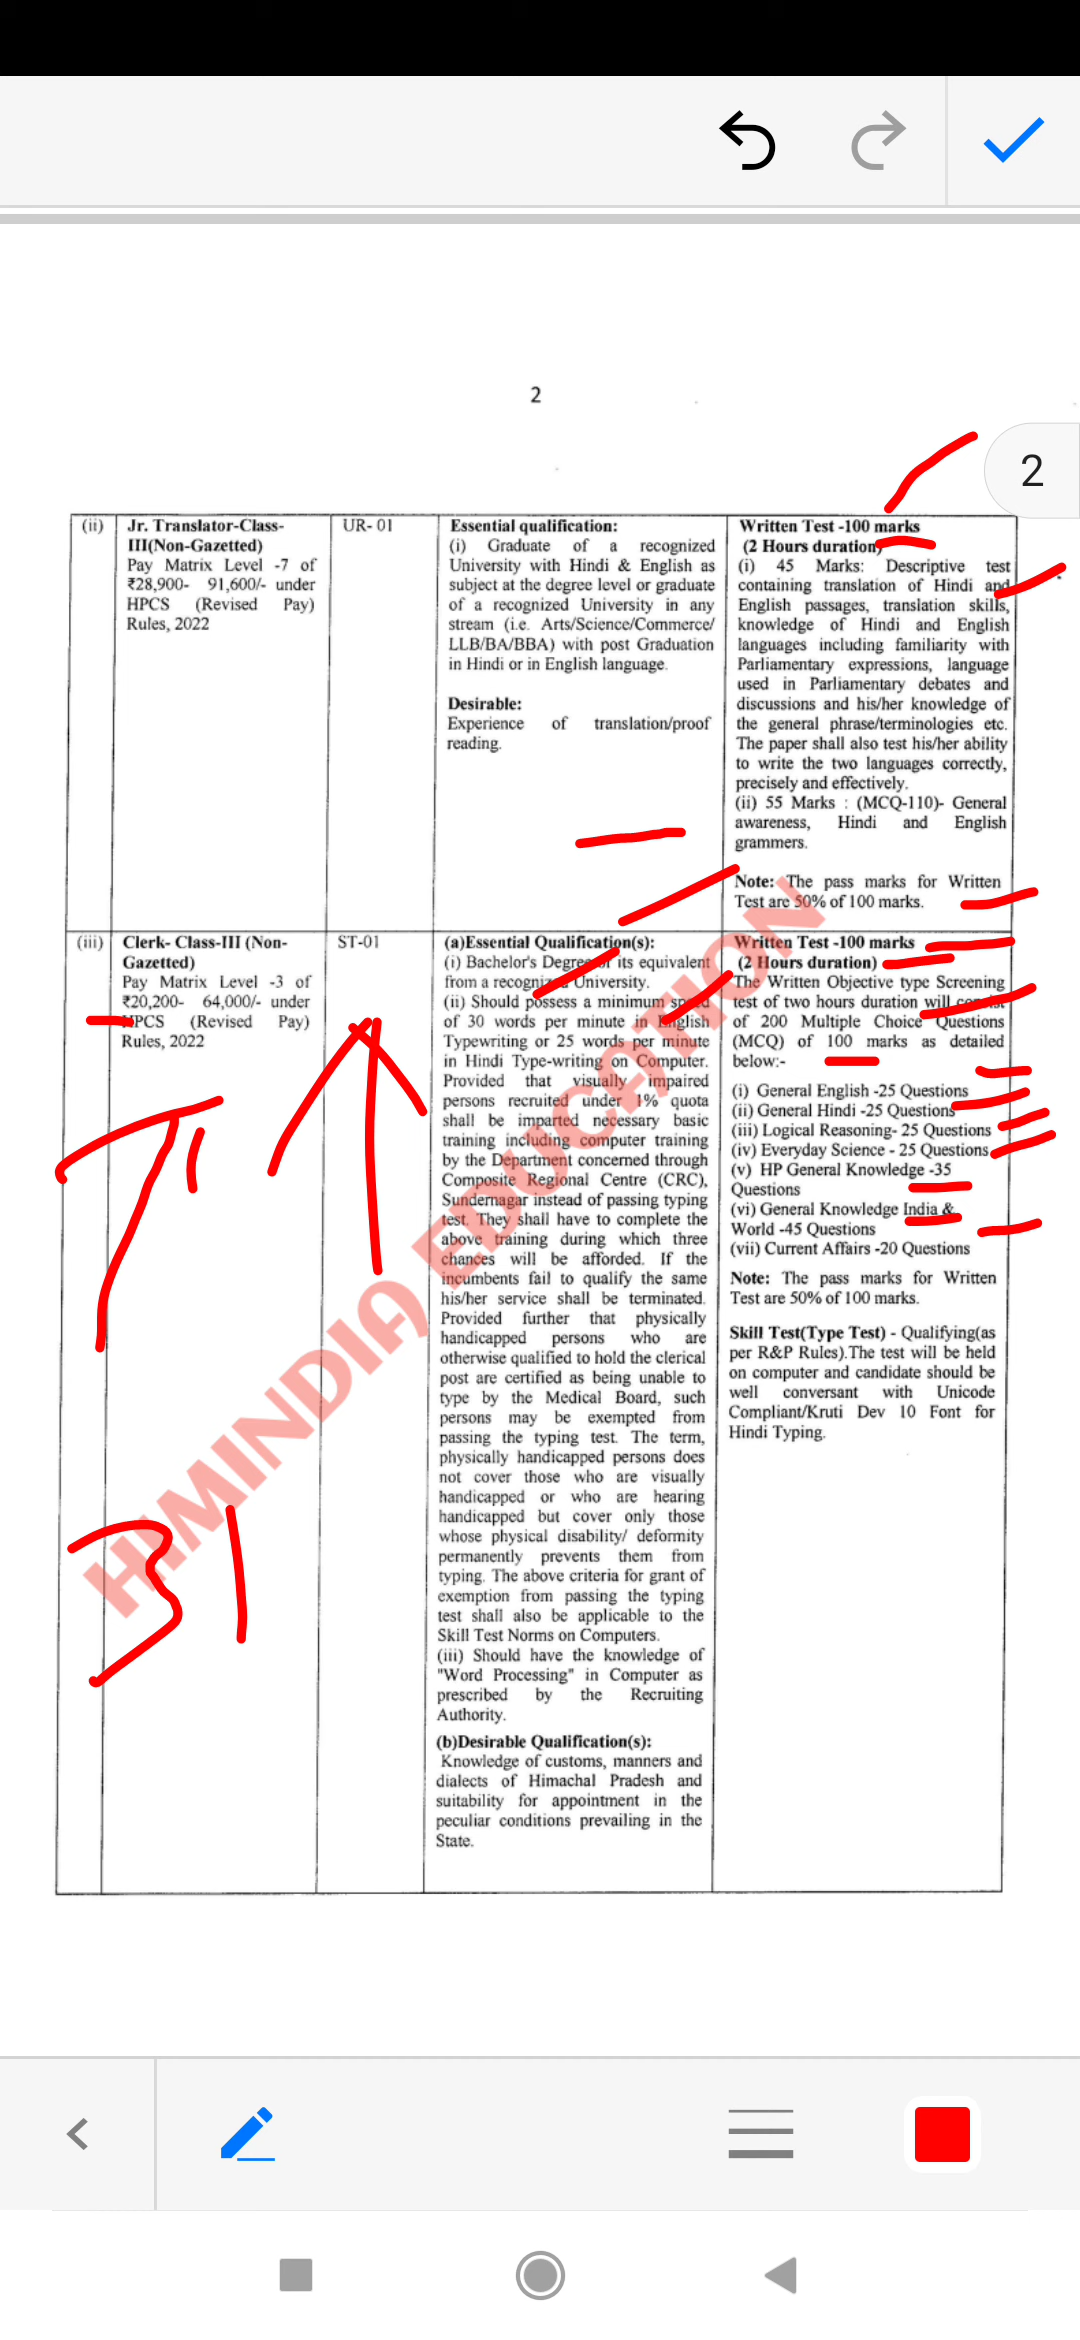 2
2
(ii)
Jr. Translator-Class-
III(Non-Gazetted)
Pay Matrix Level -7 of
₹28,900- 91,600/- under
HPCS (Revised Pay)
Rules, 2022
UR- 01
Essential qualification:
(i) Graduate of a recognized
University with Hindi & English as
subject at the degree level or graduate
of a recognized University in any
stream (i.e. Arts/Science/Commerce/
LLB/BA/BBA) with post Graduation
in Hindi or in English language.
Desirable:
Experience of translation/proof
reading.
Written Test -100 marks
(2 Hours duration)
(i) 45 Marks: Descriptive test
containing translation of Hindi and
English passages, translation skills,
knowledge of Hindi and English
languages including familiarity with
Parliamentary expressions, language
used in Parliamentary debates and
discussions and his/her knowledge of
the general phrase/terminologies etc.
The paper shall also test his/her ability
to write the two languages correctly,
precisely and effectively.
(ii) 55 Marks : (MCQ-110)- General
awareness, Hindi and English
grammers.
Note: The pass marks for Written
Test are 50% of 100 marks.
(iii)
Clerk- Class-III (Non-
Gazetted)
Pay Matrix Level -3 of
₹20,200- 64,000/- under
HPCS (Revised Pay)
Rules, 2022
ST-01
(a)Essential Qualification(s):
(i) Bachelor's Degree or its equivalent
from a recognized University.
(ii) Should possess a minimum speed
of 30 words per minute in English
Typewriting or 25 words per minute
in Hindi Type-writing on Computer.
Provided that visually impaired
persons recruited under 1% quota
shall be imparted necessary basic
training including computer training
by the Department concerned through
Composite Regional Centre (CRC),
Sundernagar instead of passing typing
test. They shall have to complete the
above training during which three
chances will be afforded. If the
incumbents fail to qualify the same
his/her service shall be terminated.
Provided further that physically
handicapped persons who are
otherwise qualified to hold the clerical
post are certified as being unable to
type by the Medical Board, such
persons may be exempted from
passing the typing test. The term,
physically handicapped persons does
not cover those who are visually
handicapped or who are hearing
handicapped but cover only those
whose physical disability/ deformity
permanently prevents them from
typing. The above criteria for grant of
exemption from passing the typing
test shall also be applicable to the
Skill Test Norms on Computers.
(iii) Should have the knowledge of
"Word Processing" in Computer as
prescribed by the Recruiting
Authority.
(b)Desirable Qualification(s):
Knowledge of customs, manners and
dialects of Himachal Pradesh and
suitability for appointment in the
peculiar conditions prevailing in the
State.
Written Test -100 marks
(2 Hours duration)
The Written Objective type Screening
test of two hours duration will consist
of 200 Multiple Choice Questions
(MCQ) of 100 marks as detailed
below:-
(i) General English -25 Questions
(ii) General Hindi -25 Questions
(iii) Logical Reasoning- 25 Questions
(iv) Everyday Science - 25 Questions
(v) HP General Knowledge -35
Questions
(vi) General Knowledge India &
World -45 Questions
(vii) Current Affairs -20 Questions
Note: The pass marks for Written
Test are 50% of 100 marks.
Skill Test(Type Test) - Qualifying(as
per R&P Rules).The test will be held
on computer and candidate should be
well conversant with Unicode
Compliant/Kruti Dev 10 Font for
Hindi Typing.
HIMINDIA EDUCATION
31